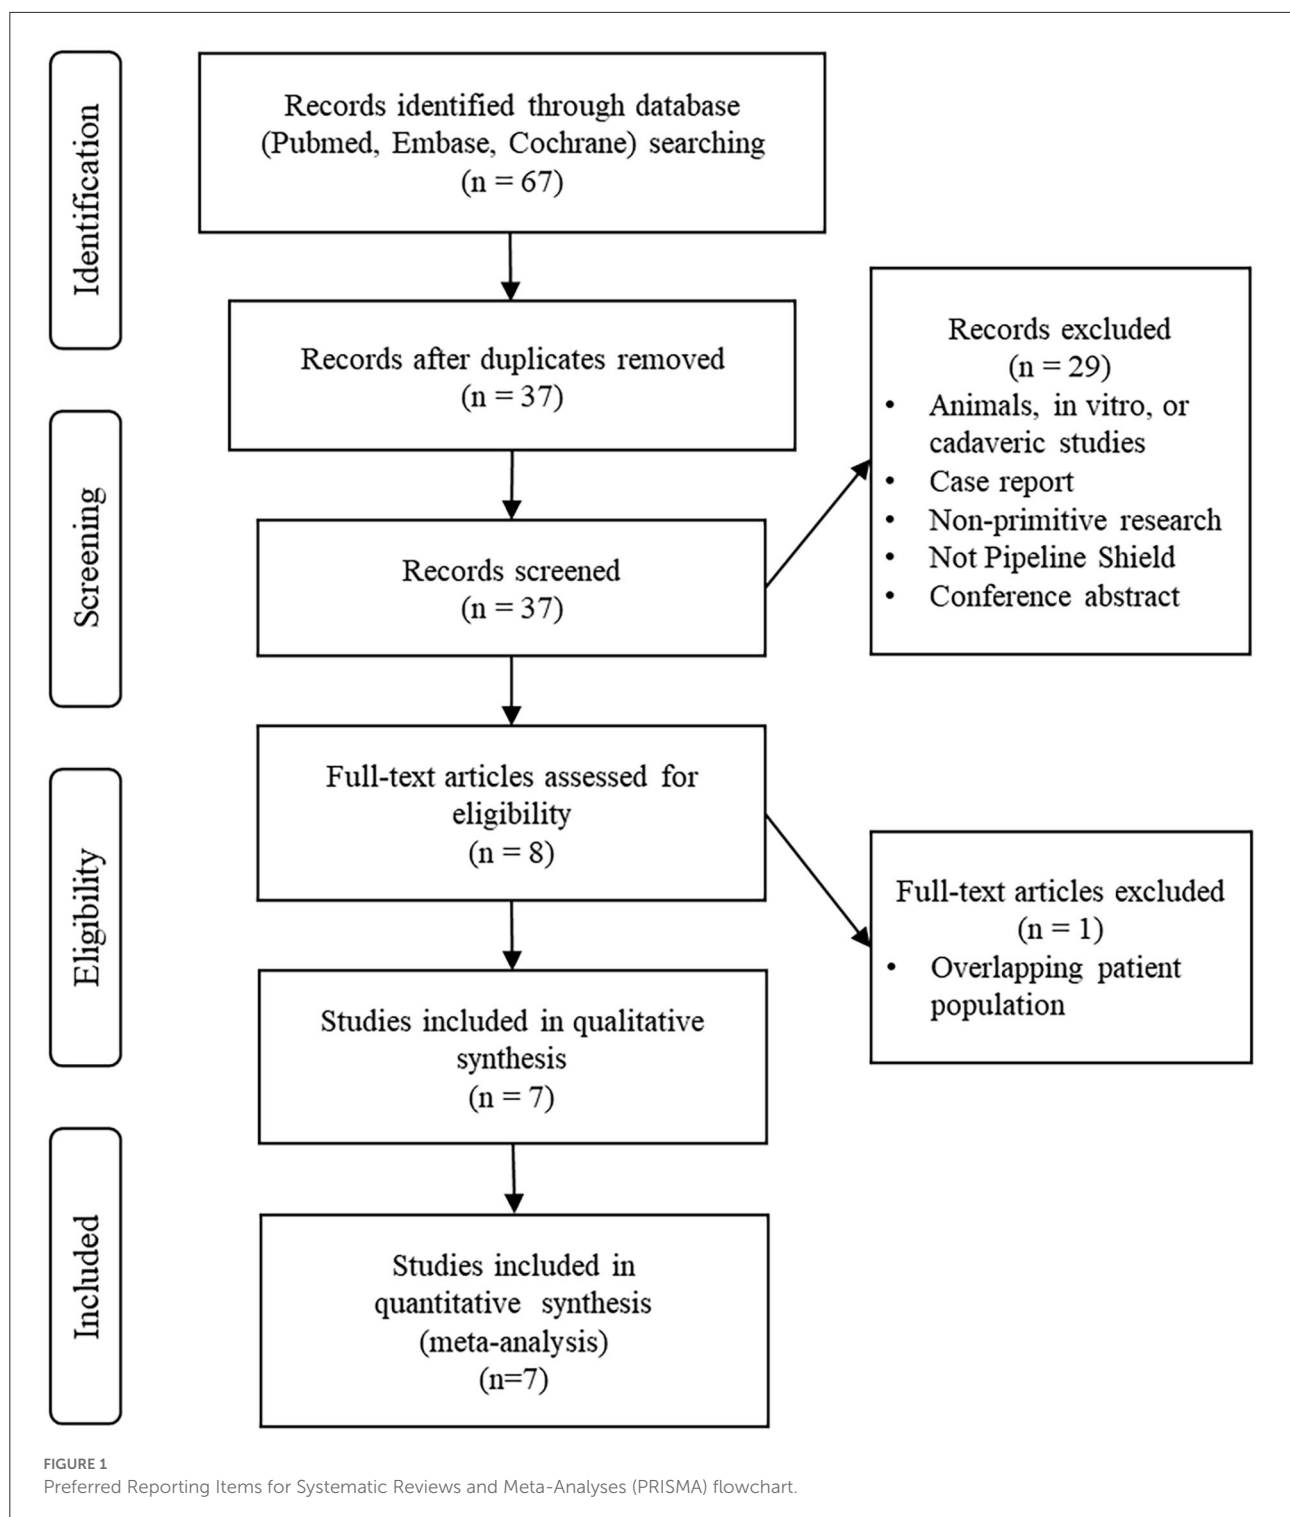 Identification
Records identified through database
(Pubmed, Embase, Cochrane) searching
(n = 67)
Records after duplicates removed
(n = 37)
Records excluded
(n = 29)
• Animals, in vitro, or
cadaveric studies
• Case report
• Non-primitive research
• Not Pipeline Shield
• Conference abstract
Screening
Records screened
(n = 37)
Eligibility
Full-text articles assessed for
eligibility
(n = 8)
Full-text articles excluded
(n = 1)
• Overlapping patient
population
Studies included in qualitative
synthesis
(n = 7)
Included
Studies included in
quantitative synthesis
(meta-analysis)
(n=7)
FIGURE 1
Preferred Reporting Items for Systematic Reviews and Meta-Analyses (PRISMA) flowchart.